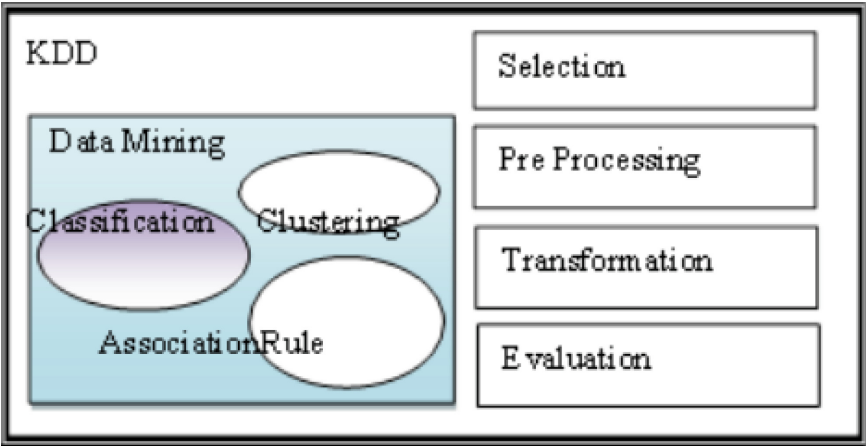 KDD
Data Mining
Classification
Clustering
AssociationRule
Selection
Pre Processing
Transformation
Evaluation